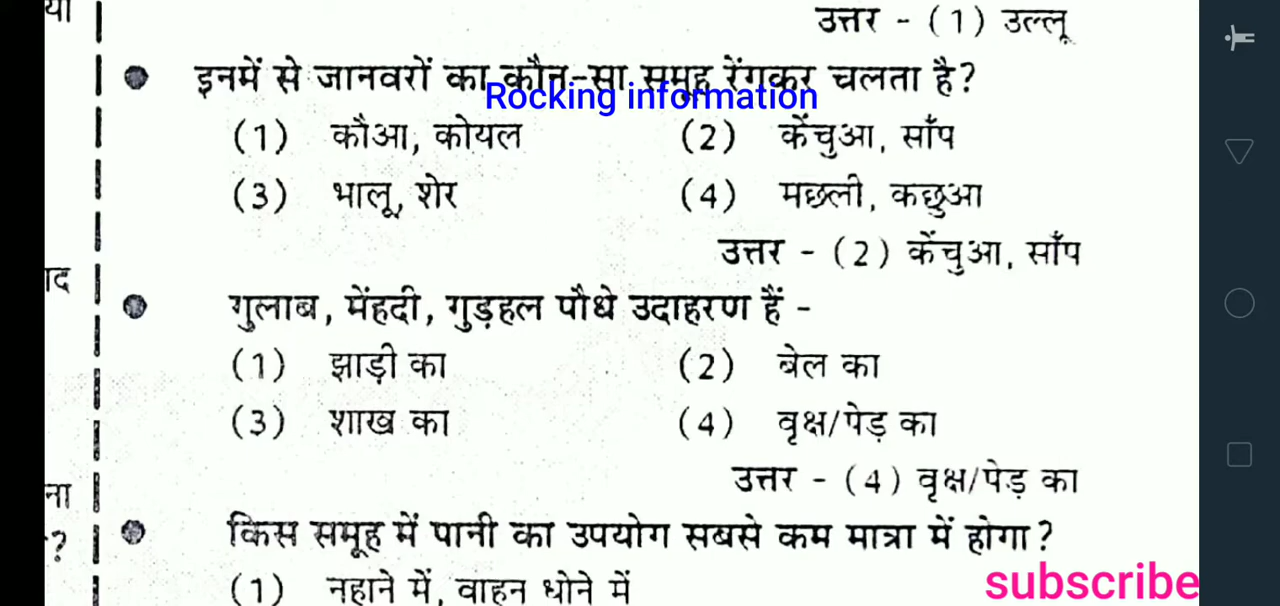 या
उत्तर - (1) उल्लू
इनमें से जानवरों का कौन-सा समूह रेंगकर चलता है?
Rocking information
(1) कौआ, कोयल (2) केंचुआ, साँप
(3) भालू, शेर (4) मछली, कछुआ
उत्तर - (2) केंचुआ, साँप
ाद
गुलाब, मेंहदी, गुड़हल पौधे उदाहरण हैं -
(1) झाड़ी का (2) बेल का
(3) शाख का (4) वृक्ष/पेड़ का
उत्तर - (4) वृक्ष/पेड़ का
ना
किस समूह में पानी का उपयोग सबसे कम मात्रा में होगा?
?
(1) नहाने में, वाहन धोने में
subscribe